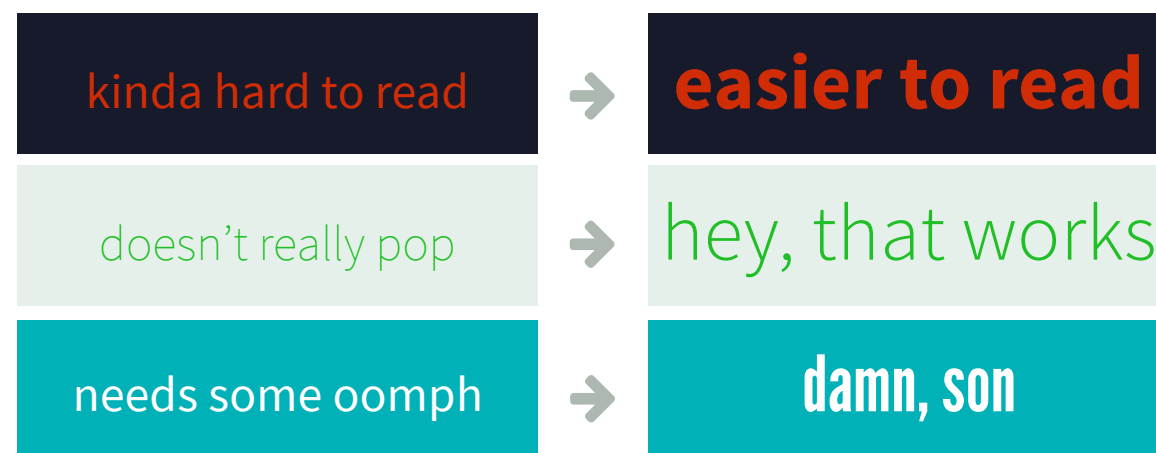 kinda hard to read
easier to read
doesn’t really pop
hey, that works
needs some oomph
damn, son